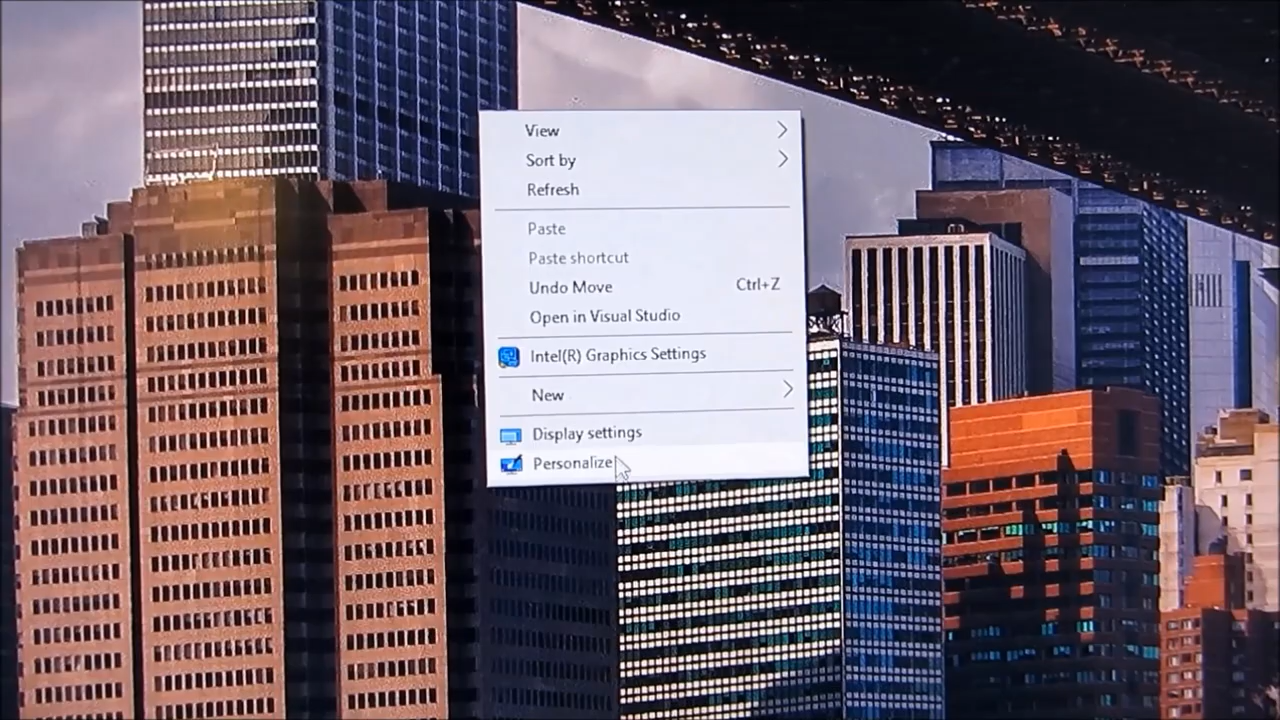 View
Sort by
Refresh
Paste
Paste shortcut
Undo Move Ctrl+Z
Open in Visual Studio
Intel(R) Graphics Settings
New
Display settings
Personalize